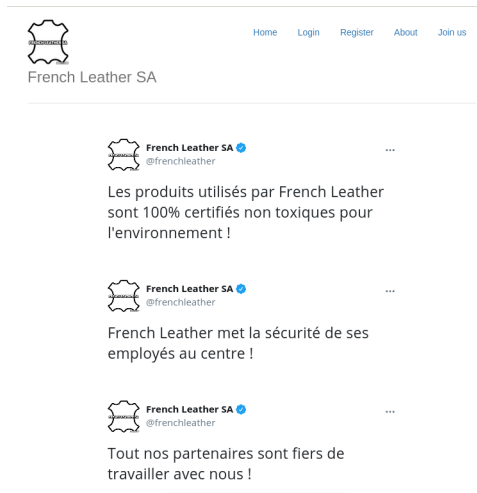 Home Login Register About Join us
French Leather SA
French Leather SA
@frenchleather
...
Les produits utilisés par French Leather
sont 100% certifiés non toxiques pour
l'environnement !
French Leather SA
@frenchleather
...
French Leather met la sécurité de ses
employés au centre !
French Leather SA
@frenchleather
...
Tout nos partenaires sont fiers de
travailler avec nous !